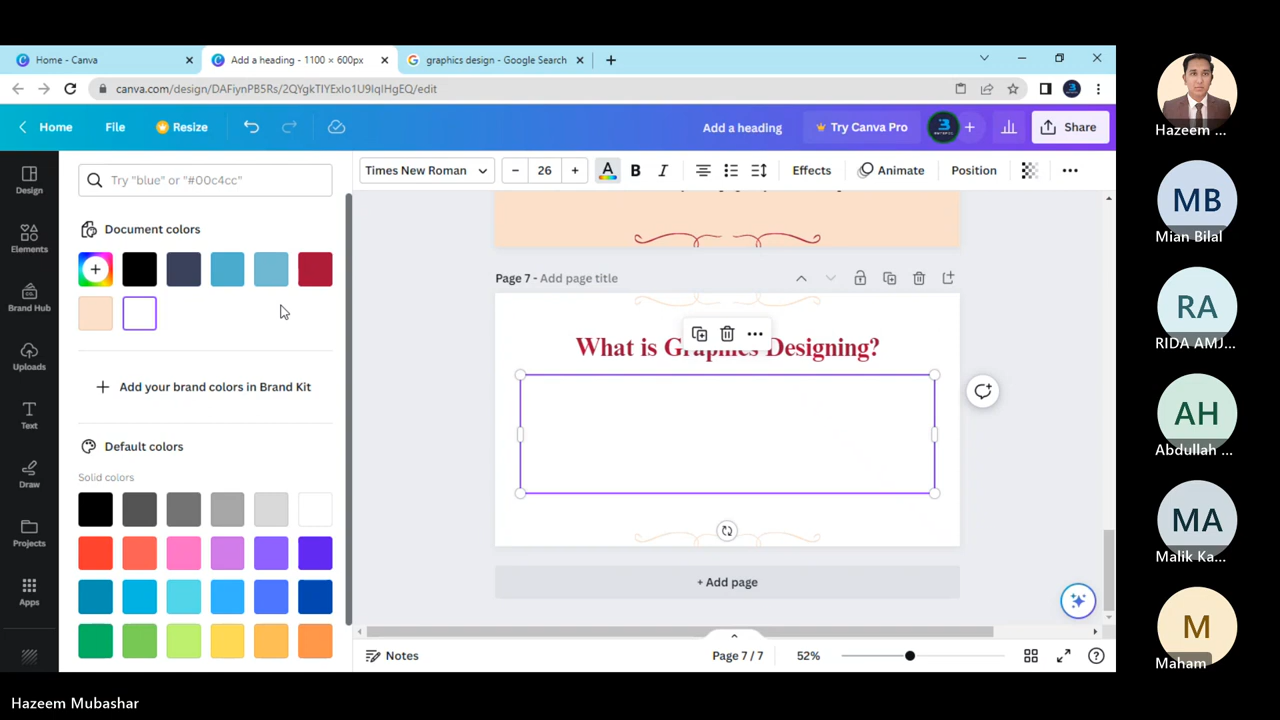 Home - Canva
Add a heading - 1100 × 600px
graphics design - Google Search
canva.com/design/DAFiynPB5Rs/2QYgkTIYExIo1U9lqIHgEQ/edit
Home
File
Resize
Add a heading
Try Canva Pro
Share
Try "blue" or "#00c4cc"
Times New Roman
26
A
B
I
Effects
Animate
Position
Design
Elements
Brand Hub
Uploads
Text
Draw
Projects
Apps
Document colors
Add your brand colors in Brand Kit
Default colors
Solid colors
Page 7 - Add page title
What is Graphics Designing?
+ Add page
Notes
Page 7 / 7
52%
Hazeem ...
MB
Mian Bilal
RA
RIDA AMJ...
AH
Abdullah ...
MA
Malik Ka...
M
Maham
Hazeem Mubashar